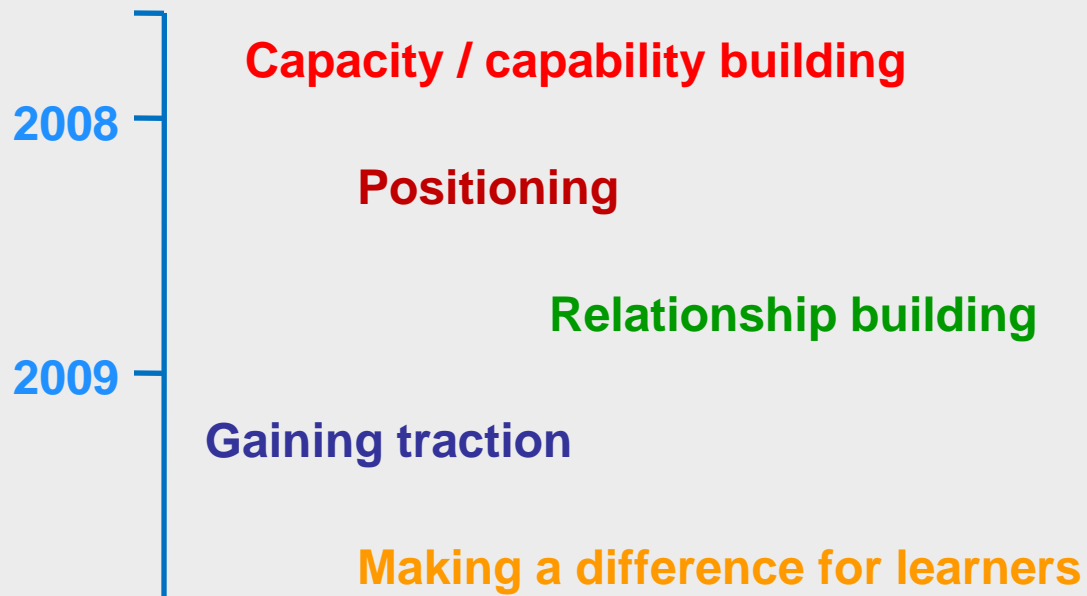 Capacity / capability building
2008
Positioning
Relationship building
2009
Gaining traction
Making a difference for learners